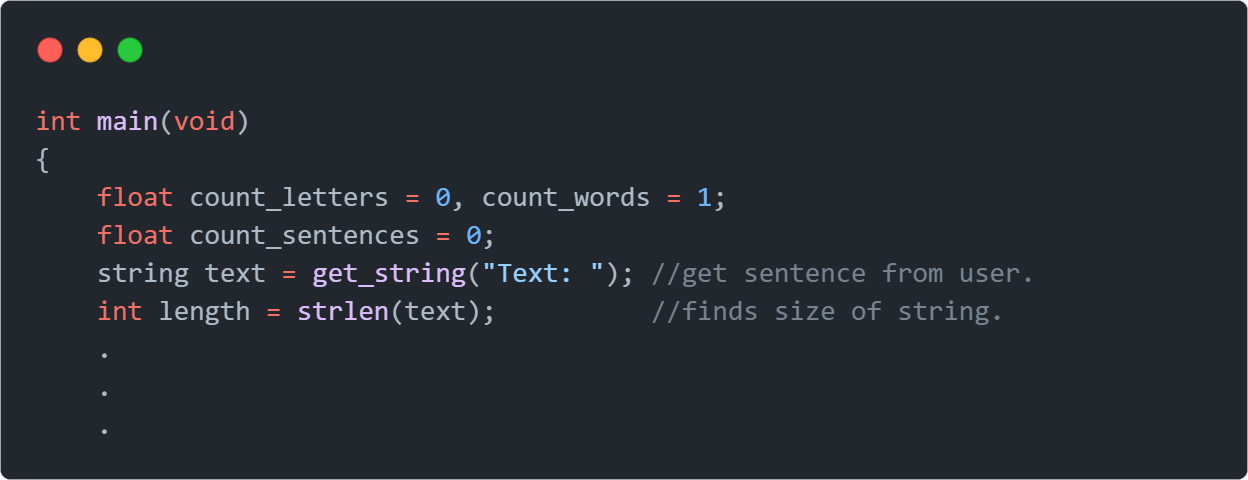 int main(void)
{
    float count_letters = 0, count_words = 1;
    float count_sentences = 0;
    string text = get_string("Text: "); //get sentence from user.
    int length = strlen(text);          //finds size of string.
    .
    .
    .